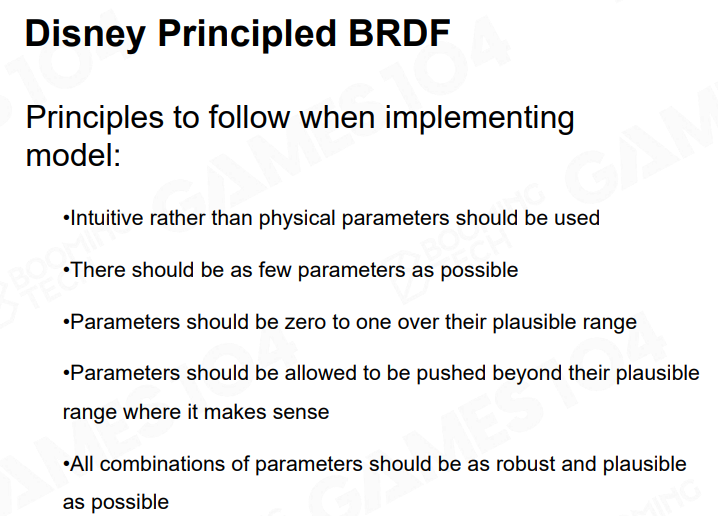 Disney Principled BRDF
Principles to follow when implementing
model:
•Intuitive rather than physical parameters should be used
•There should be as few parameters as possible
•Parameters should be zero to one over their plausible range
•Parameters should be allowed to be pushed beyond their plausible
range where it makes sense
•All combinations of parameters should be as robust and plausible
as possible
GAMES104
BOOMING
TECH